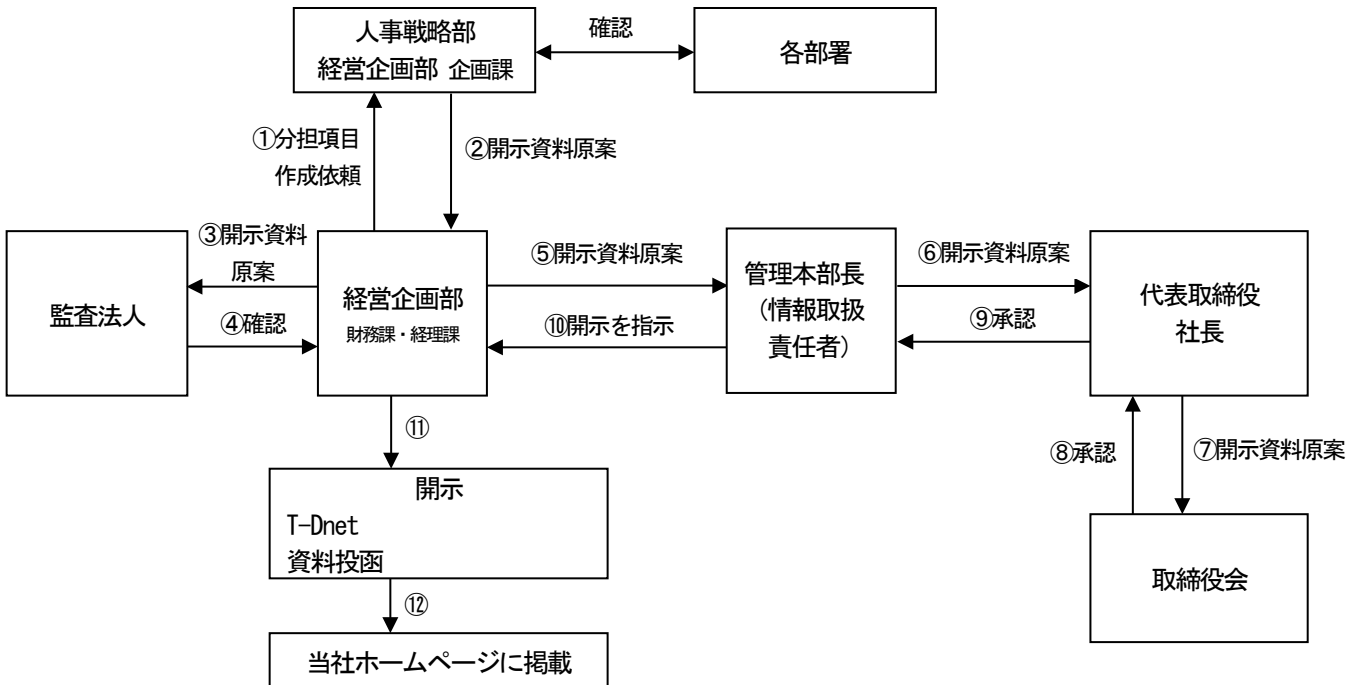 人事戦略部
経営企画部 企画課
確認
各部署
①分担項目
作成依頼
②開示資料原案
監査法人
③開示資料
原案
④確認
経営企画部
財務課・経理課
⑤開示資料原案
⑩開示を指示
管理本部長
（情報取扱
責任者）
⑥開示資料原案
⑨承認
代表取締役
社長
⑧承認
⑦開示資料原案
取締役会
⑪
開示
T-Dnet
資料投函
⑫
当社ホームページに掲載